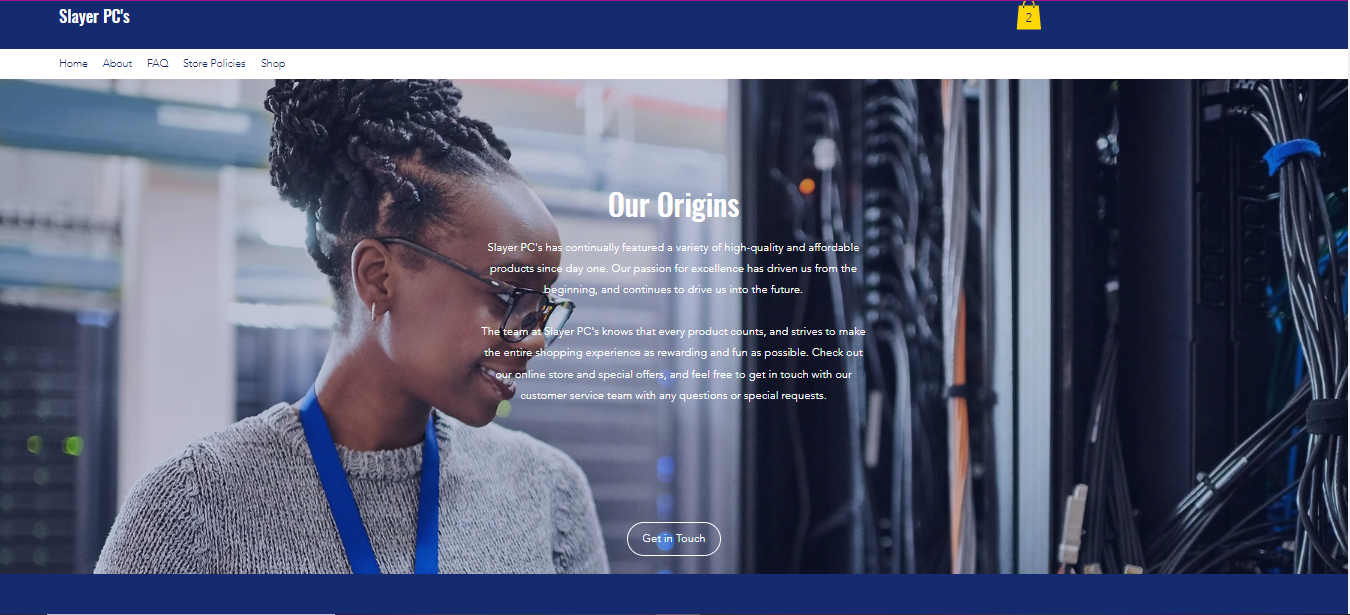 Slayer PC's
2
Home About FAQ Store Policies Shop
Our Origins
Slayer PC's has continually featured a variety of high-quality and affordable
products since day one. Our passion for excellence has driven us from the
beginning, and continues to drive us into the future.
The team at Slayer PC's knows that every product counts, and strives to make
the entire shopping experience as rewarding and fun as possible. Check out
our online store and special offers, and feel free to get in touch with our
customer service team with any questions or special requests.
Get in Touch